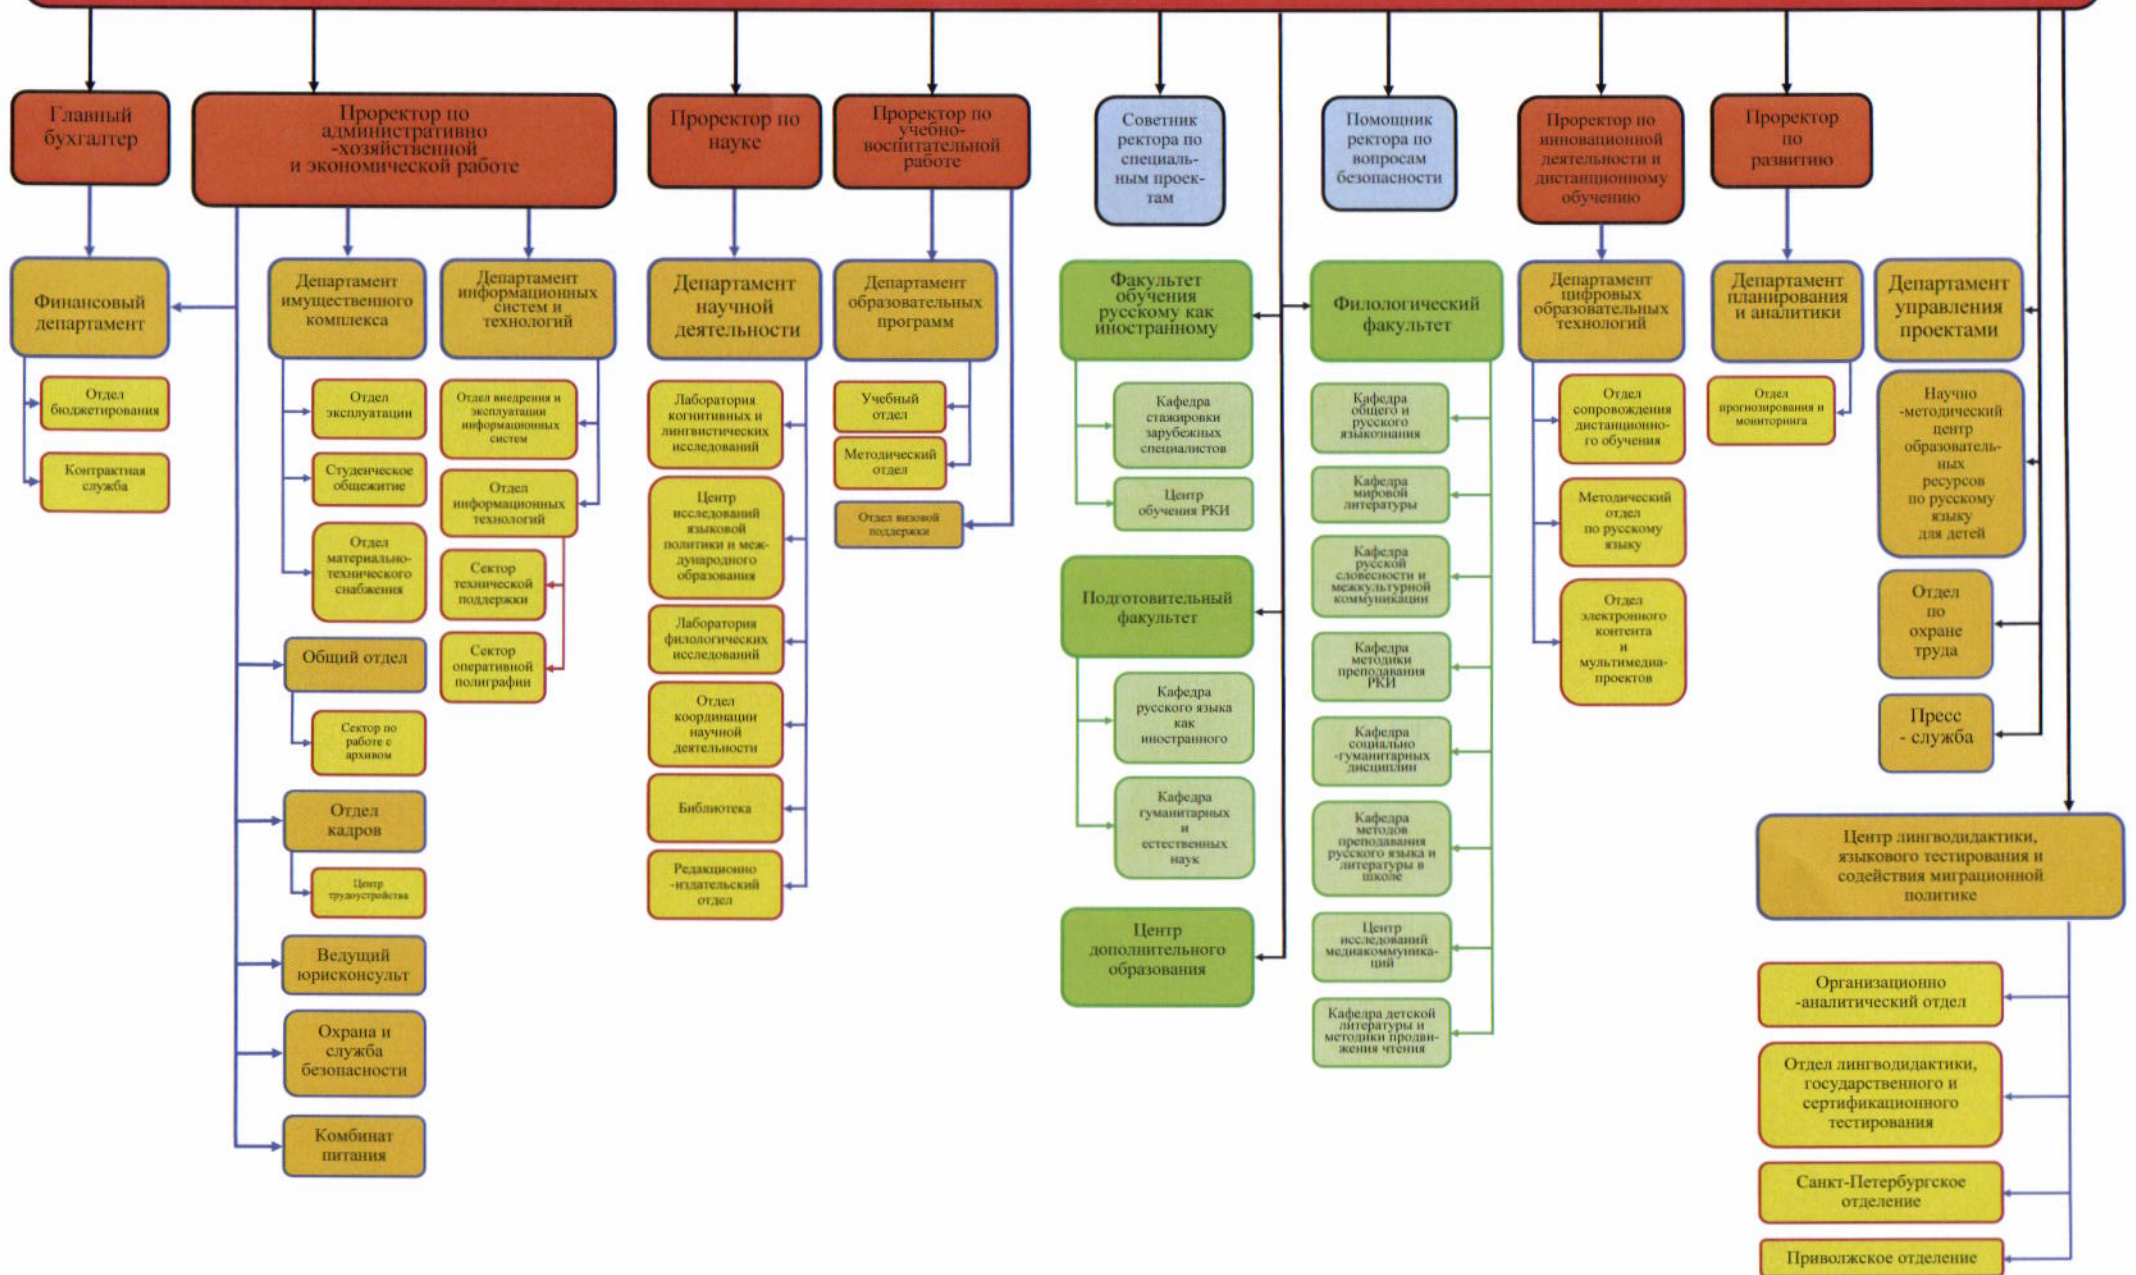 Главный
бухгалтер
Проректор по
административно
-хозяйственной
и экономической работе
Проректор по
науке
Проректор по
учебно-
воспитательной
работе
Советник
ректора по
специаль-
ным проек-
там
Помощник
ректора по
вопросам
безопасности
Проректор по
инновационной
деятельности и
дистанционному
обучению
Проректор
по
развитию
Финансовый
департамент
Департамент
имущественного
комплекса
Департамент
информационных
систем и
технологий
Департамент
научной
деятельности
Департамент
образовательных
программ
Факультет
обучения
русскому как
иностранному
Филологический
факультет
Департамент
цифровых
образовательных
технологий
Департамент
планирования
и аналитики
Департамент
управления
проектами
Отдел
бюджетирования
Контрактная
служба
Отдел
эксплуатации
Студенческое
общежитие
Отдел
материально-
технического
снабжения
Общий отдел
Сектор по
работе с
архивом
Отдел
кадров
Центр
трудоустройства
Ведущий
юрисконсульт
Охрана и
служба
безопасности
Комбинат
питания
Отдел внедрения и
эксплуатации
информационных
систем
Отдел
информационных
технологий
Сектор
технической
поддержки
Сектор
оперативной
полиграфии
Лаборатория
когнитивных и
лингвистических
исследований
Центр
исследований
языковой
политики и меж-
дународного
образования
Лаборатория
филологических
исследований
Отдел
координации
научной
деятельности
Библиотека
Редакционно
-издательский
отдел
Учебный
отдел
Методический
отдел
Отдел визовой
поддержки
Кафедра
стажировки
зарубежных
специалистов
Центр
обучения РКИ
Подготовительный
факультет
Кафедра
русского языка
как
иностранного
Кафедра
гуманитарных
и
естественных
наук
Центр
дополнительного
образования
Кафедра
общего и
русского
языкознания
Кафедра
мировой
литературы
Кафедра
русской
словесности и
межкультурной
коммуникации
Кафедра
методики
преподавания
РКИ
Кафедра
социально
-гуманитарных
дисциплин
Кафедра
методов
преподавания
русского языка и
литературы в
школе
Центр
исследований
медиакоммуника-
ций
Кафедра детской
литературы и
методики продви-
жения чтения
Отдел
сопровождения
дистанционно-
го обучения
Методический
отдел
по русскому
языку
Отдел
электронного
контента
и
мультимедиа-
проектов
Отдел
прогнозирования и
мониторинга
Научно
-методический
центр
образователь-
ных
ресурсов
по русскому
языку
для детей
Отдел
по
охране
труда
Пресс
- служба
Центр лингводидактики,
языкового тестирования и
содействия миграционной
политике
Организационно
-аналитический отдел
Отдел лингводидактики,
государственного и
сертификационного
тестирования
Санкт-Петербургское
отделение
Приволжское отделение